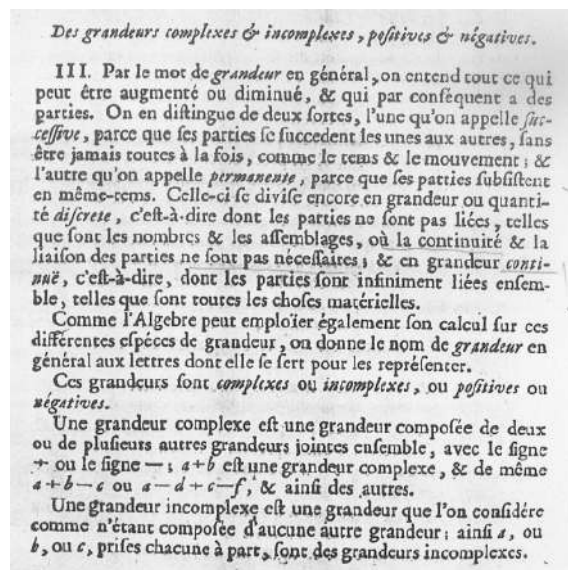 Des grandeurs complexes & incomplexes, poſitives & négatives.
III. Par le mot de grandeur en général, on entend tout ce qui
peut être augmenté ou diminué, & qui par conſéquent a des
parties. On en diſtingue de deux ſortes, l'une qu'on appelle ſuc-
ceſſive, parce que ſes parties ſe ſuccedent les unes aux autres, ſans
être jamais toutes à la fois, comme le tems & le mouvement; &
l'autre qu'on appelle permanente, parce que ſes parties ſubſiſtent
en même-tems. Celle-ci ſe diviſe encore en grandeur ou quanti-
té diſcrete, c'eſt-à-dire dont les parties ne ſont pas liées, telles
que ſont les nombres & les aſſemblages, où la continuité & la
liaiſon des parties ne ſont pas néceſſaires; & en grandeur conti-
nuë, c'eſt-à-dire, dont les parties ſont infiniment liées enſem-
ble, telles que ſont toutes les choſes matérielles.
Comme l'Algebre peut emploïer également ſon calcul ſur ces
différentes eſpéces de grandeur, on donne le nom de grandeur en
général aux lettres dont elle ſe ſert pour les repréſenter.
Ces grandeurs ſont complexes ou incomplexes, ou poſitives ou
négatives.
Une grandeur complexe eſt une grandeur compoſée de deux
ou de pluſieurs autres grandeurs jointes enſemble, avec le ſigne
+ ou le ſigne —; a+b eſt une grandeur complexe, & de même
a+b—c ou a—d+c—f, & ainſi des autres.
Une grandeur incomplexe eſt une grandeur que l'on conſidére
comme n'étant compoſée d'aucune autre grandeur; ainſi a, ou
b, ou c, priſes chacune à part, ſont des grandeurs incomplexes.